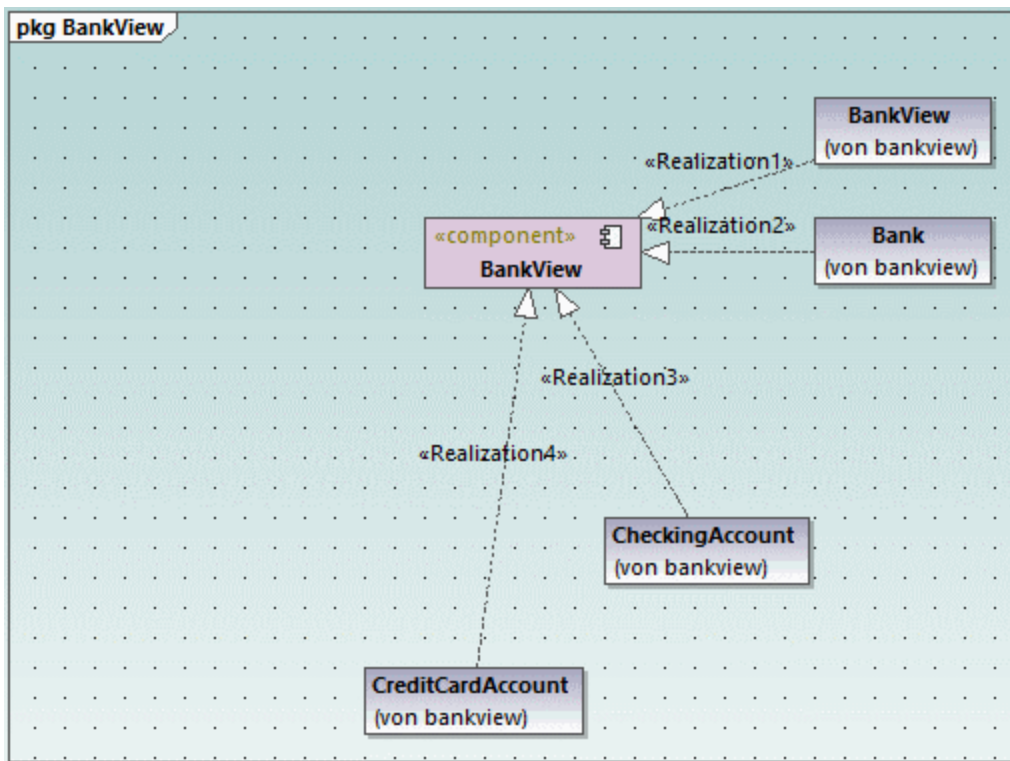 pkg BankView
BankView
(von bankview)
«Realization1»
«component»
BankView
«Realization2»
Bank
(von bankview)
«Realization3»
«Realization4»
CheckingAccount
(von bankview)
CreditCardAccount
(von bankview)